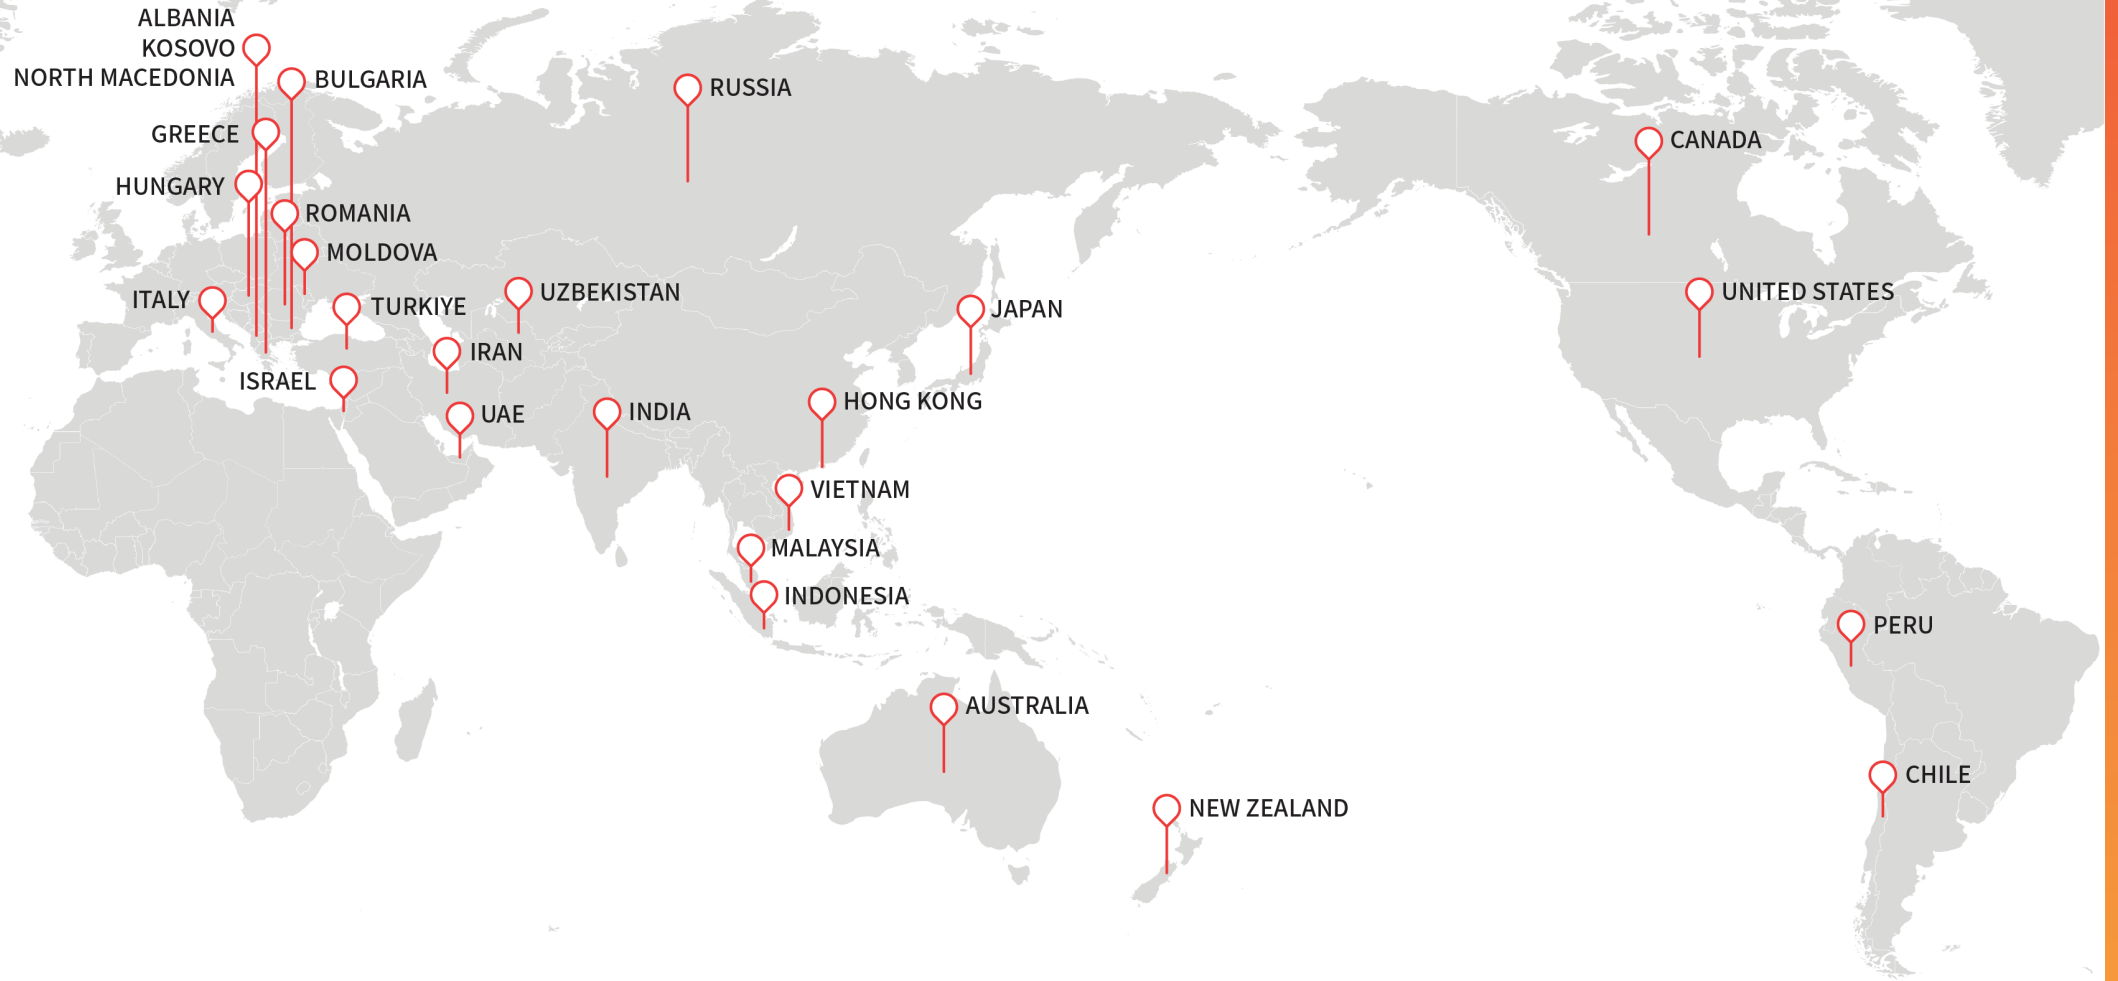 ALBANIA
KOSOVO
NORTH MACEDONIA
BULGARIA
RUSSIA
GREECE
CANADA
HUNGARY
ROMANIA
MOLDOVA
ITALY
TURKIYE
UZBEKISTAN
JAPAN
UNITED STATES
IRAN
ISRAEL
UAE
INDIA
HONG KONG
VIETNAM
MALAYSIA
INDONESIA
PERU
AUSTRALIA
CHILE
NEW ZEALAND